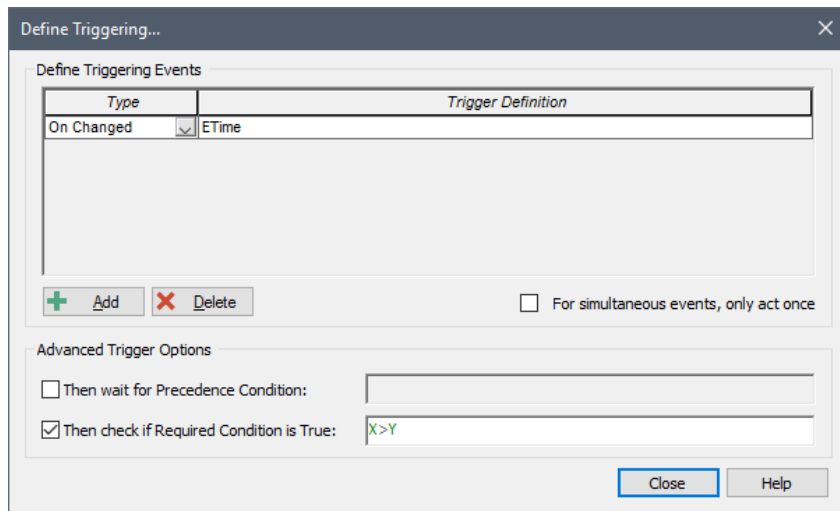 Define Triggering...
Define Triggering Events
Type Trigger Definition
On Changed ETime
Add Delete For simultaneous events, only act once
Advanced Trigger Options
Then wait for Precedence Condition:
Then check if Required Condition is True: X>Y
Close Help